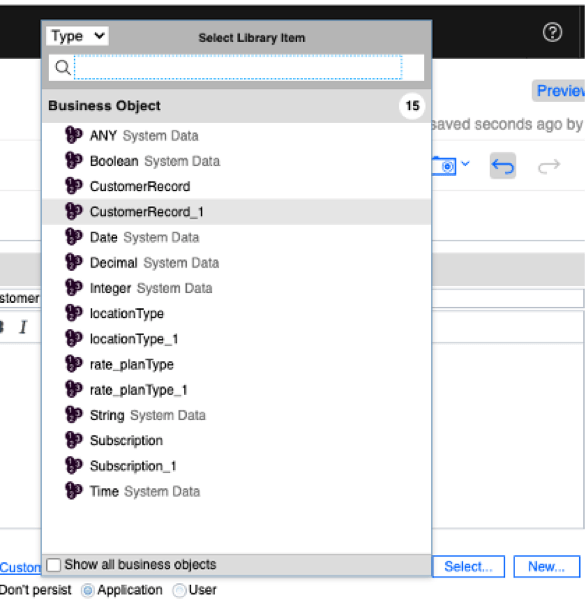 Type
Select Library Item
Preview
Business Object 15
saved seconds ago by
ANY System Data
Boolean System Data
CustomerRecord
CustomerRecord_1
Date System Data
Decimal System Data
Integer System Data
stomer
locationType
I
locationType_1
rate_planType
rate_planType_1
String System Data
Subscription
Subscription_1
Time System Data
Show all business objects
Custom
Select...
New...
Don't persist Application User